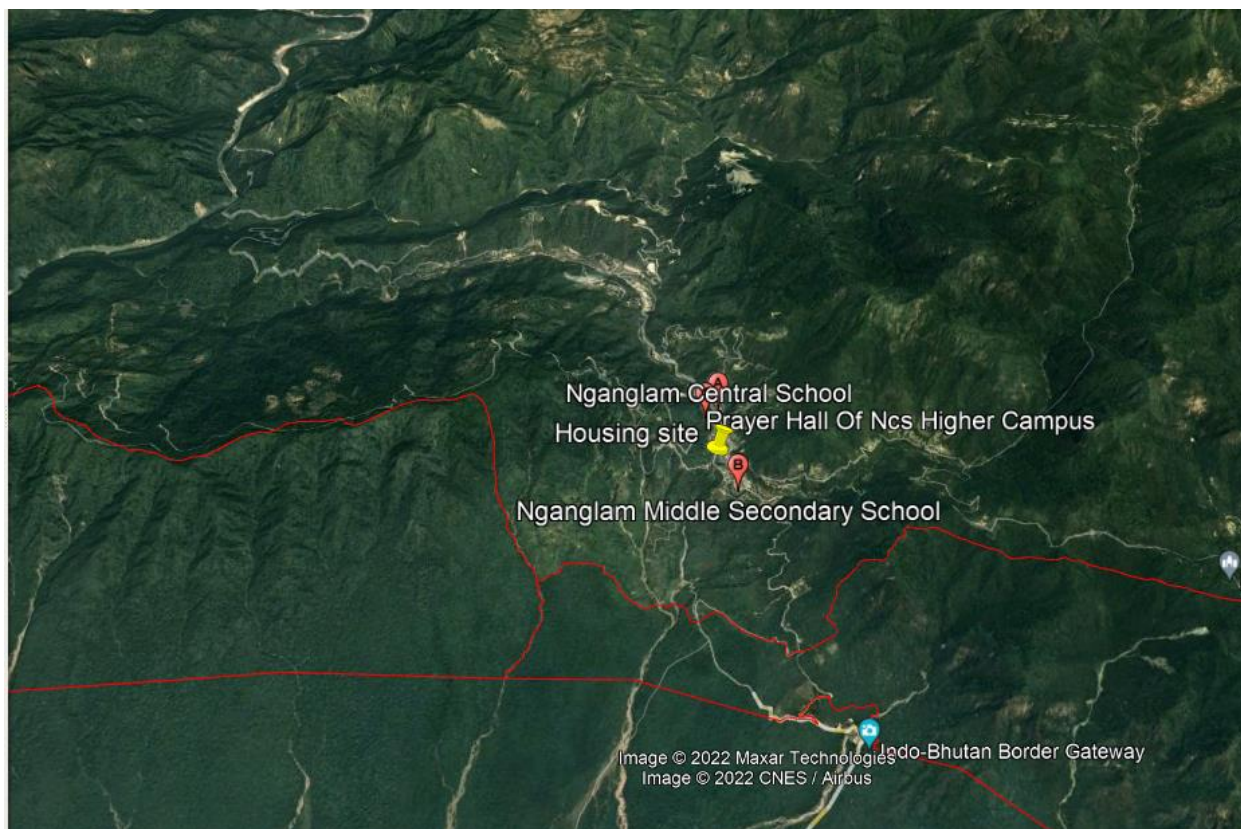 A
Nganglam Central School
Prayer Hall Of Ncs Higher Campus
Housing site
B
Nganglam Middle Secondary School
Indo-Bhutan Border Gateway
Image © 2022 Maxar Technologies
Image © 2022 CNES / Airbus